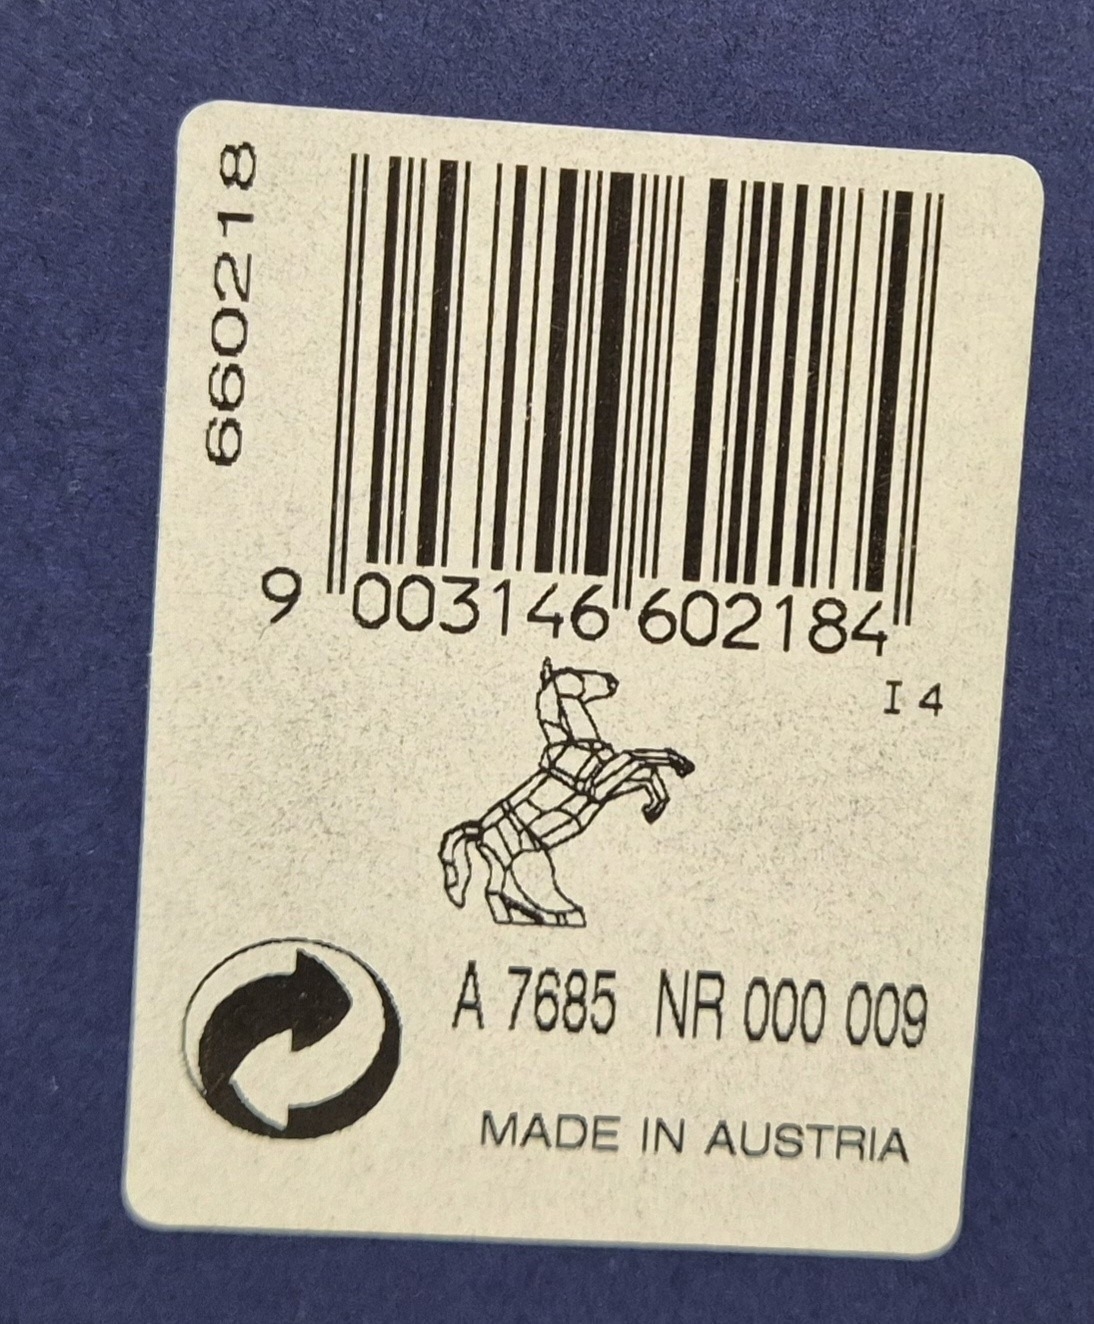 660218
9 003146 602184
I 4
A 7685 NR 000 009
MADE IN AUSTRIA